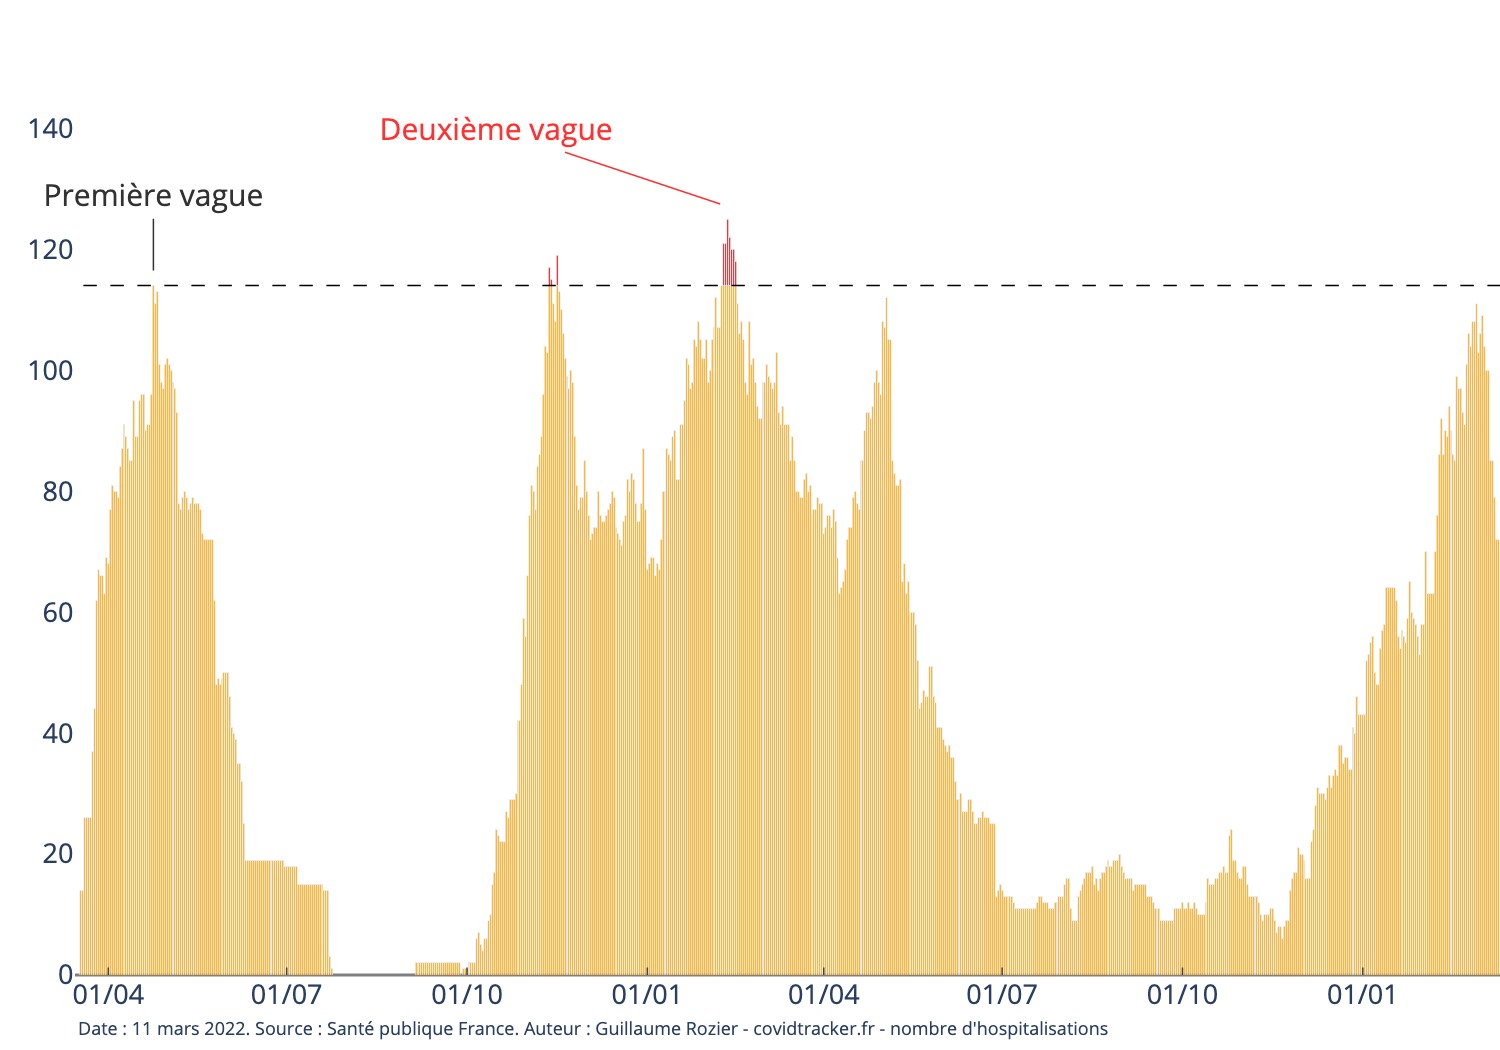 140
Deuxième vague
Première vague
120
100
80
60
40
20
0
01/04 01/07 01/10 01/01 01/04 01/07 01/10 01/01
Date : 11 mars 2022. Source : Santé publique France. Auteur : Guillaume Rozier - covidtracker.fr - nombre d'hospitalisations